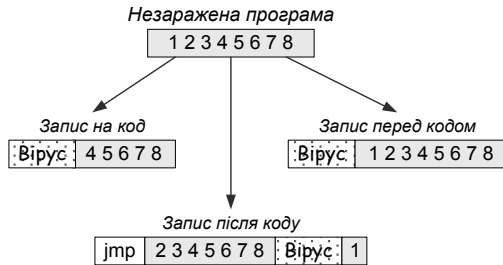 Незаражена програма
1 2 3 4 5 6 7 8
Запис на код
Вірус 4 5 6 7 8
Запис перед кодом
Вірус 1 2 3 4 5 6 7 8
Запис після коду
jmp 2 3 4 5 6 7 8 Вірус 1